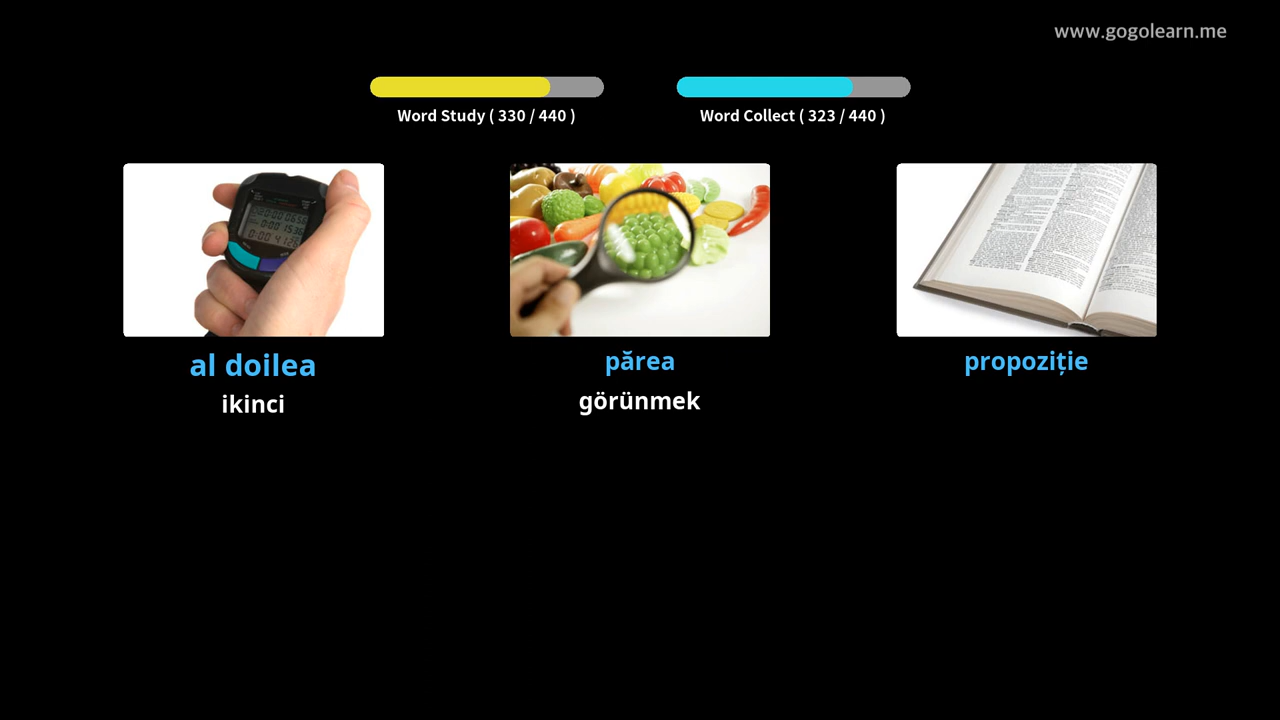 www.gogolearn.me
Word Study ( 330 / 440 )
Word Collect ( 323 / 440 )
al doilea
ikinci
părea
görünmek
propoziție